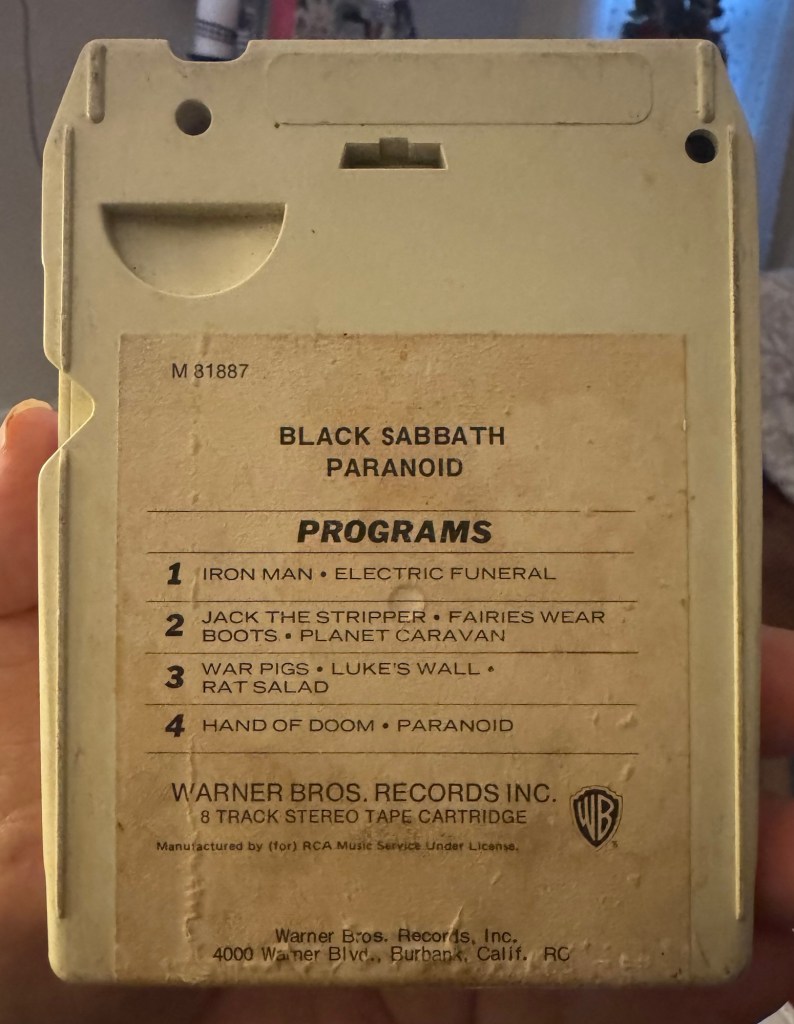 M 81887
BLACK SABBATH
PARANOID
PROGRAMS
1 IRON MAN • ELECTRIC FUNERAL
2 JACK THE STRIPPER • FAIRIES WEAR
BOOTS • PLANET CARAVAN
3 WAR PIGS • LUKE'S WALL •
RAT SALAD
4 HAND OF DOOM • PARANOID
WARNER BROS. RECORDS INC.
8 TRACK STEREO TAPE CARTRIDGE
WB
Manufactured by (for) RCA Music Service Under License.
Warner Bros. Records, Inc.
4000 Warner Blvd., Burbank, Calif. RC